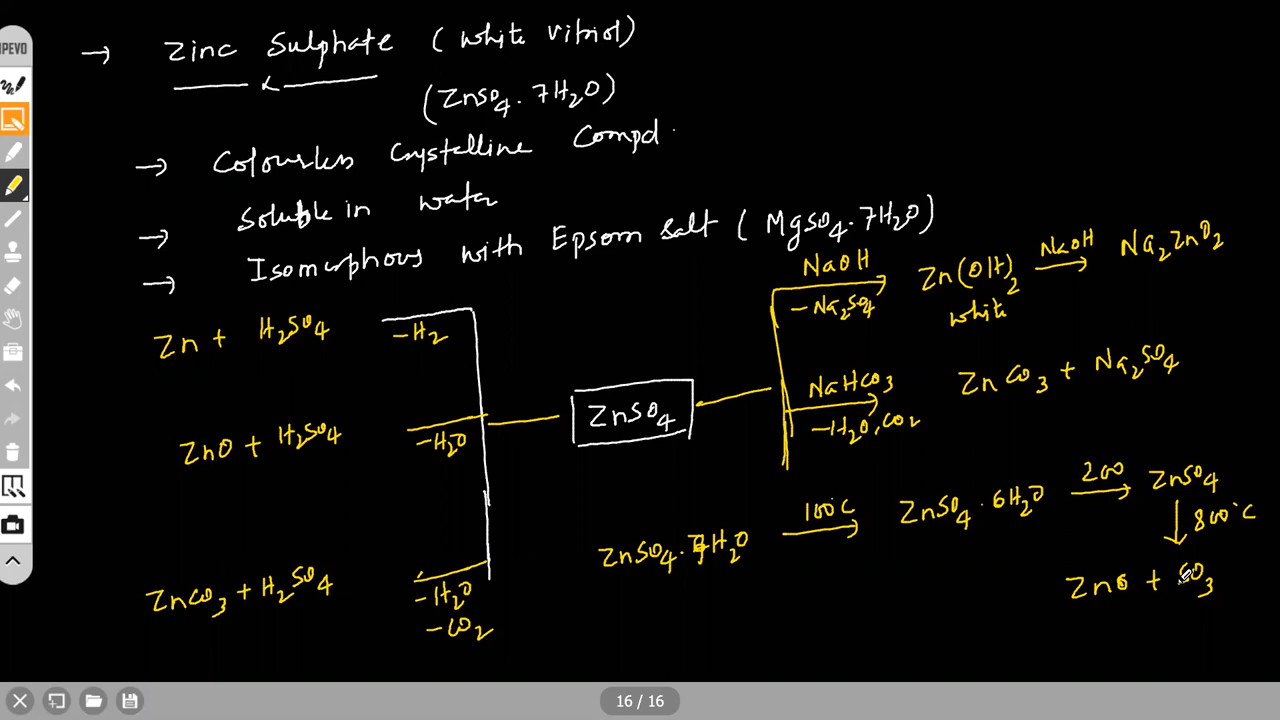 IPEVO
→ Zinc Sulphate (white vitriol)
(ZnSO₄·7H₂O)
→ Colourless Crystelline Compd.
→ Soluble in water
→ Isomorphous with Epsom salt (MgSO₄·7H₂O)
Zn + H₂SO₄ -H₂
ZnO + H₂SO₄ -H₂O
ZnCO₃ + H₂SO₄ -H₂O -CO₂
ZnSO₄
NaOH -Na₂SO₄ → Zn(OH)₂ white NaOH → Na₂ZnO₂
NaHCO₃ -H₂O, CO₂ → ZnCO₃ + Na₂SO₄
ZnSO₄·7H₂O 100°C → ZnSO₄·6H₂O 200 → ZnSO₄
↓ 800°C
ZnO + SO₃
16 / 16